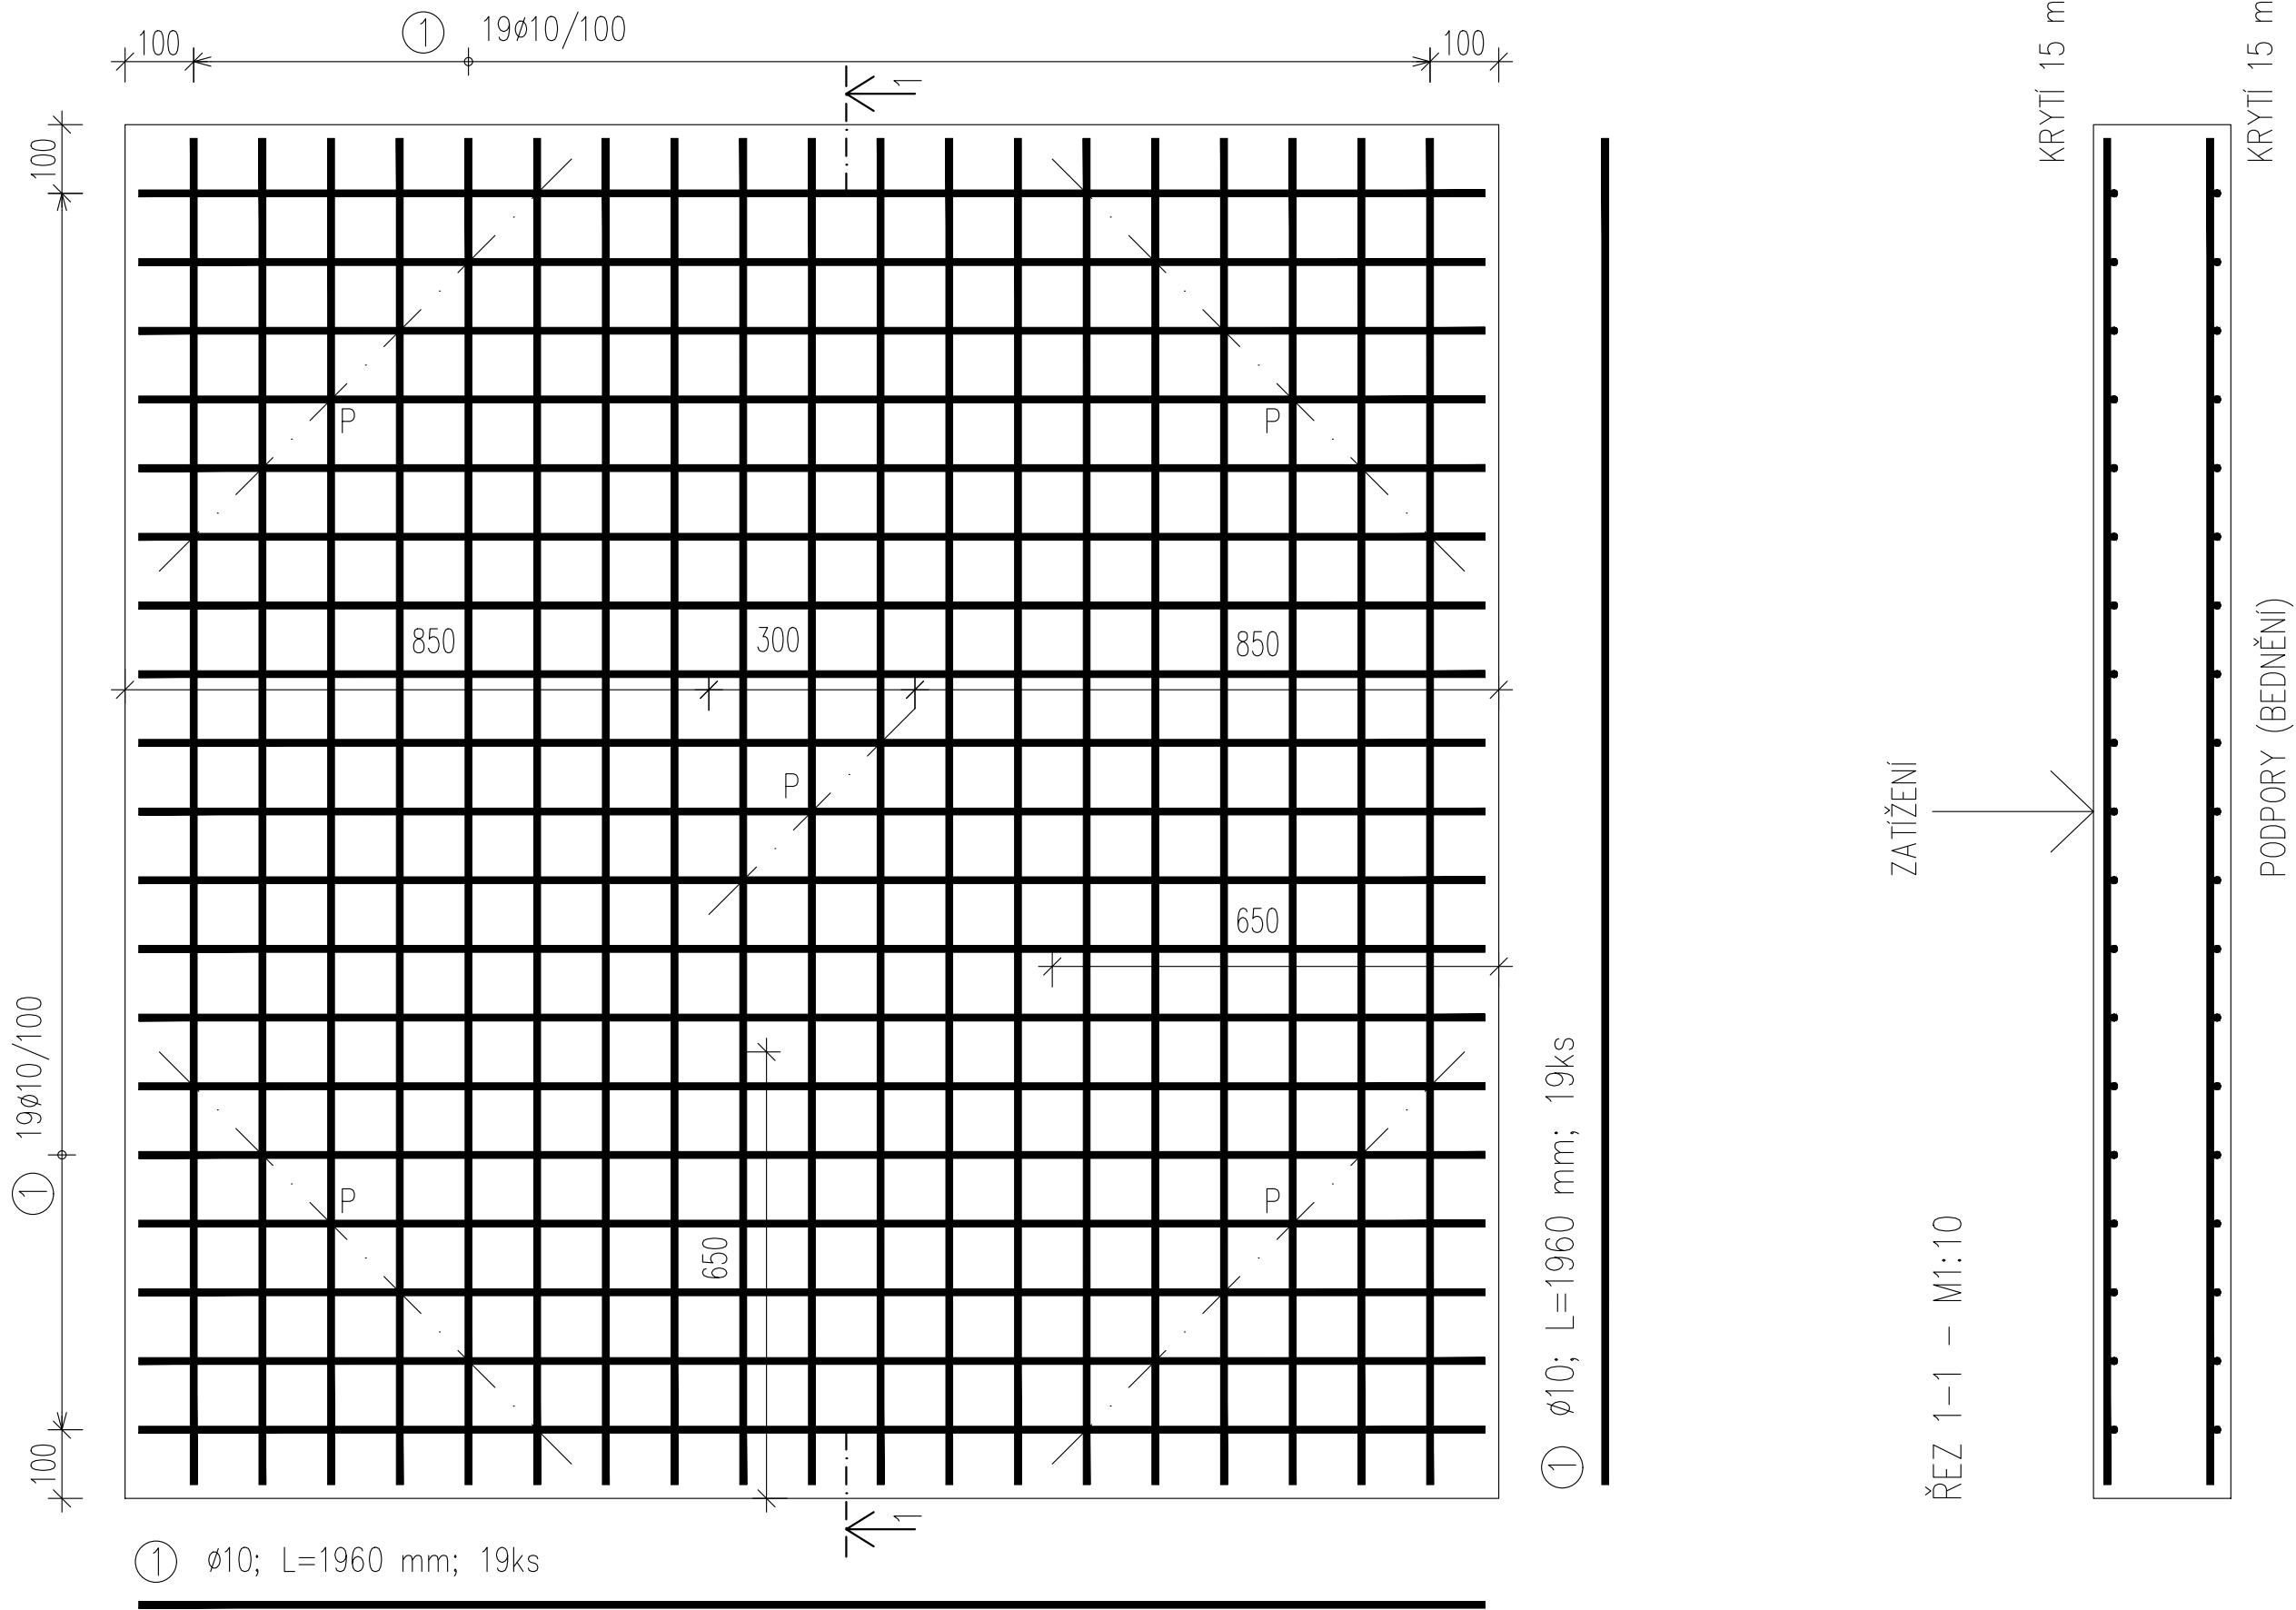 100
1 19ø10/100
100
1
100
P
P
850
300
850
P
650
1 19ø10/100
P
P
650
100
1
1 ø10; L=1960 mm; 19ks
1 ø10; L=1960 mm; 19ks
ŘEZ 1-1 - M1:10
ZATÍŽENÍ
KRYTÍ 15 m
KRYTÍ 15 m
PODPORY (BEDNĚNÍ)